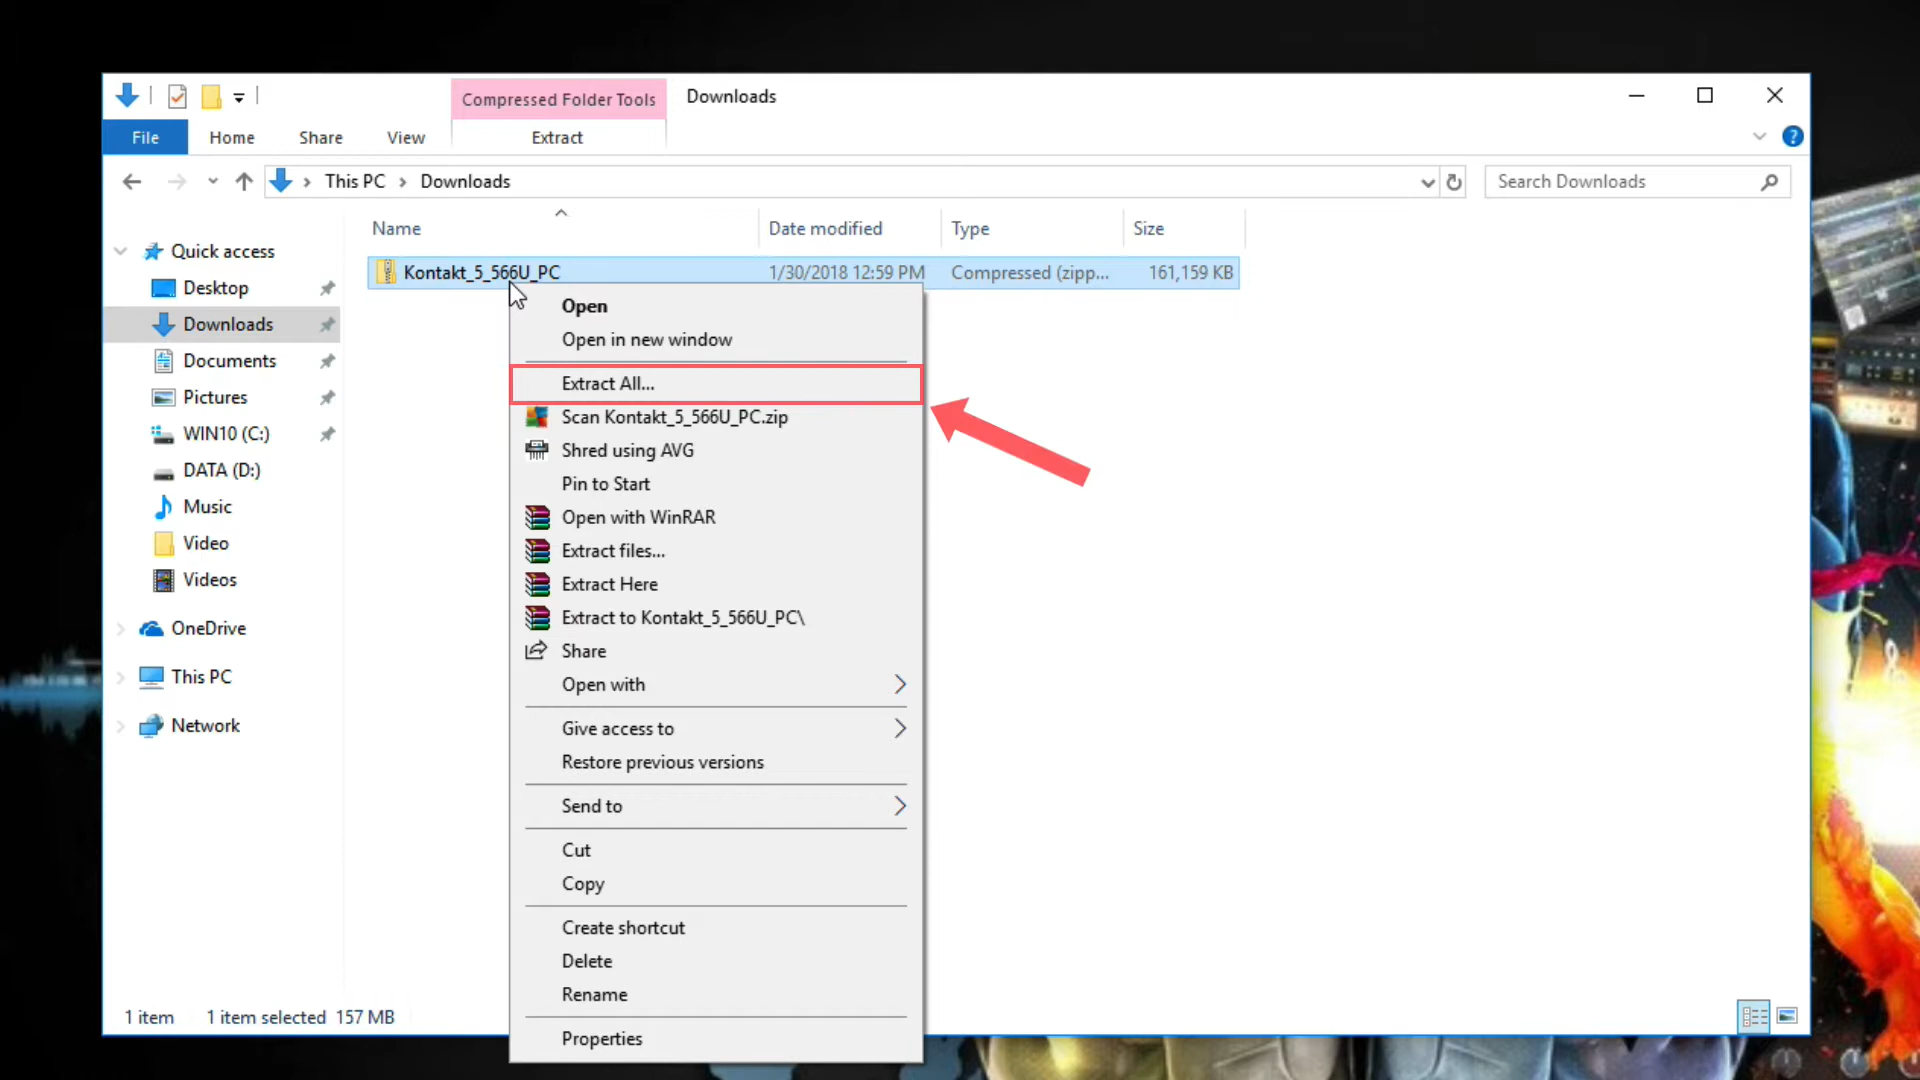 Compressed Folder Tools
Downloads
File
Home
Share
View
Extract
This PC
Downloads
Search Downloads
Name
Date modified
Type
Size
Quick access
Desktop
Downloads
Documents
Pictures
WIN10 (C:)
DATA (D:)
Music
Video
Videos
OneDrive
This PC
Network
Kontakt_5_566U_PC
1/30/2018 12:59 PM
Compressed (zipp...
161,159 KB
Open
Open in new window
Extract All...
Scan Kontakt_5_566U_PC.zip
Shred using AVG
Pin to Start
Open with WinRAR
Extract files...
Extract Here
Extract to Kontakt_5_566U_PC\
Share
Open with
Give access to
Restore previous versions
Send to
Cut
Copy
Create shortcut
Delete
Rename
Properties
1 item
1 item selected 157 MB